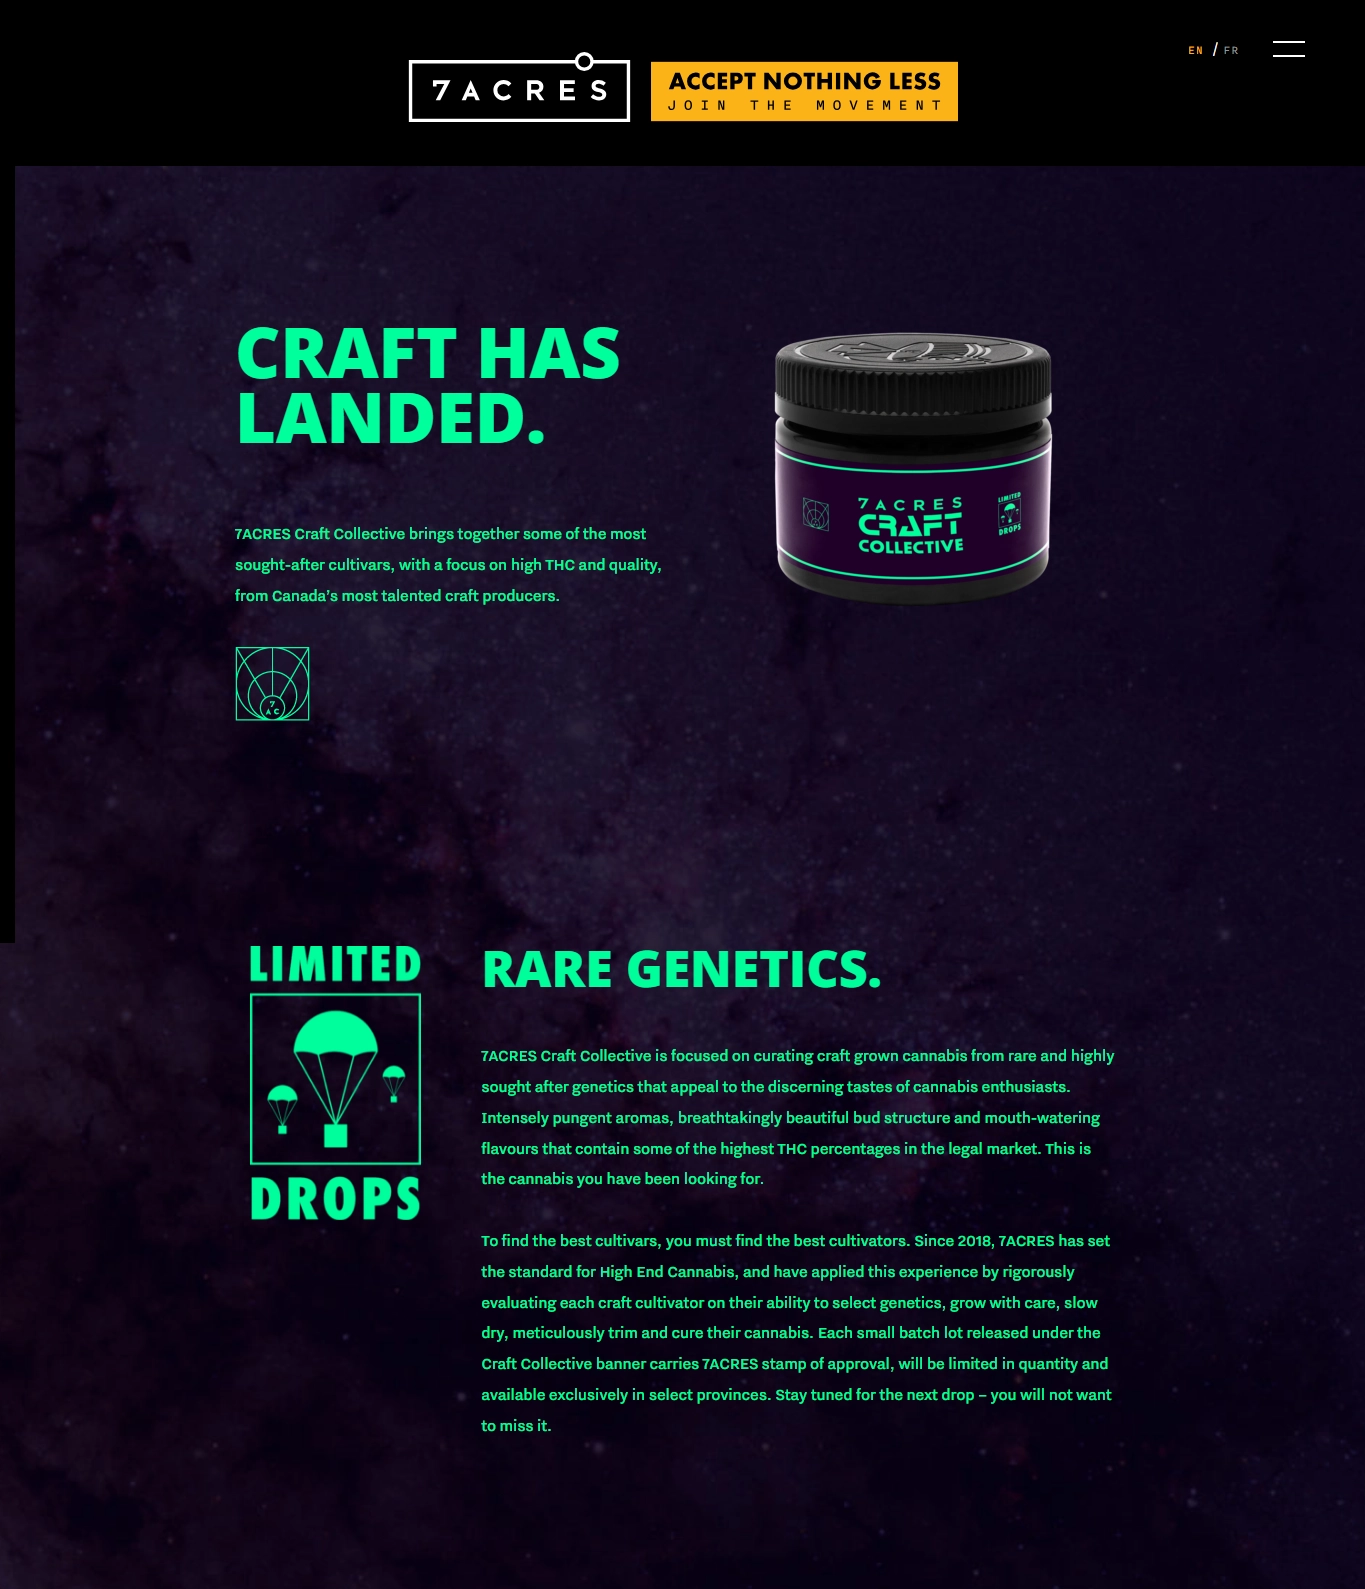 EN / FR
7 ACRES
ACCEPT NOTHING LESS
JOIN THE MOVEMENT
CRAFT HAS
LANDED.
7ACRES Craft Collective brings together some of the most
sought-after cultivars, with a focus on high THC and quality,
from Canada’s most talented craft producers.
7
AC
7 ACRES
CRAFT
COLLECTIVE
LIMITED
DROPS
LIMITED
DROPS
RARE GENETICS.
7ACRES Craft Collective is focused on curating craft grown cannabis from rare and highly
sought after genetics that appeal to the discerning tastes of cannabis enthusiasts.
Intensely pungent aromas, breathtakingly beautiful bud structure and mouth-watering
flavours that contain some of the highest THC percentages in the legal market. This is
the cannabis you have been looking for.
To find the best cultivars, you must find the best cultivators. Since 2018, 7ACRES has set
the standard for High End Cannabis, and have applied this experience by rigorously
evaluating each craft cultivator on their ability to select genetics, grow with care, slow
dry, meticulously trim and cure their cannabis. Each small batch lot released under the
Craft Collective banner carries 7ACRES stamp of approval, will be limited in quantity and
available exclusively in select provinces. Stay tuned for the next drop – you will not want
to miss it.